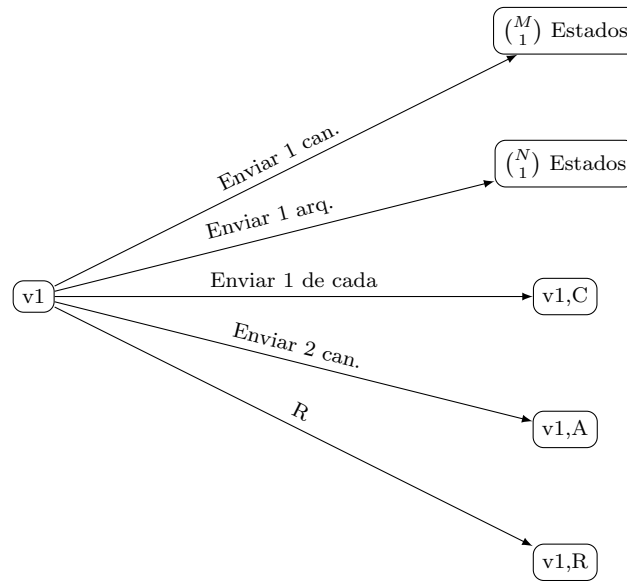 (M 1) Estados
Enviar 1 can.
(N 1) Estados
Enviar 1 arq.
v1
Enviar 1 de cada
v1,C
Enviar 2 can.
v1,A
R
v1,R